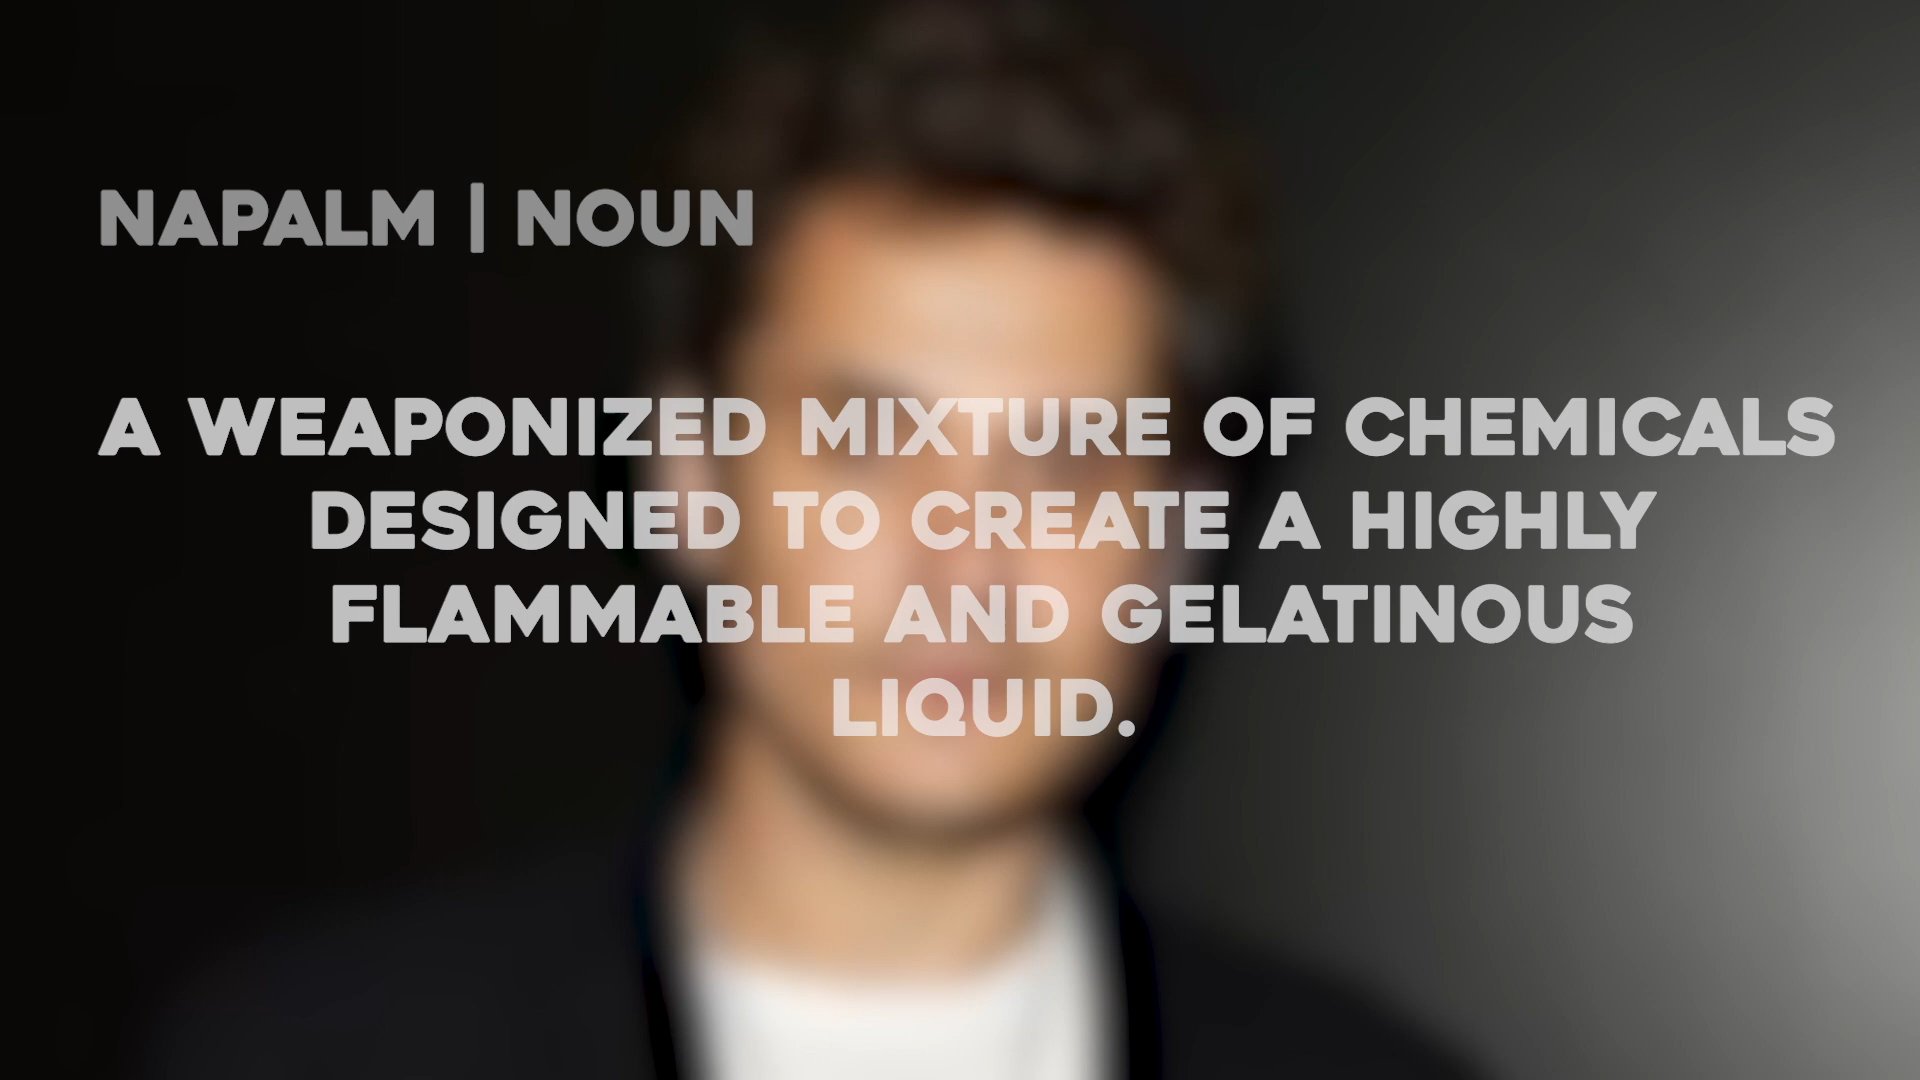 NAPALM | NOUN
A WEAPONIZED MIXTURE OF CHEMICALS
DESIGNED TO CREATE A HIGHLY
FLAMMABLE AND GELATINOUS
LIQUID.